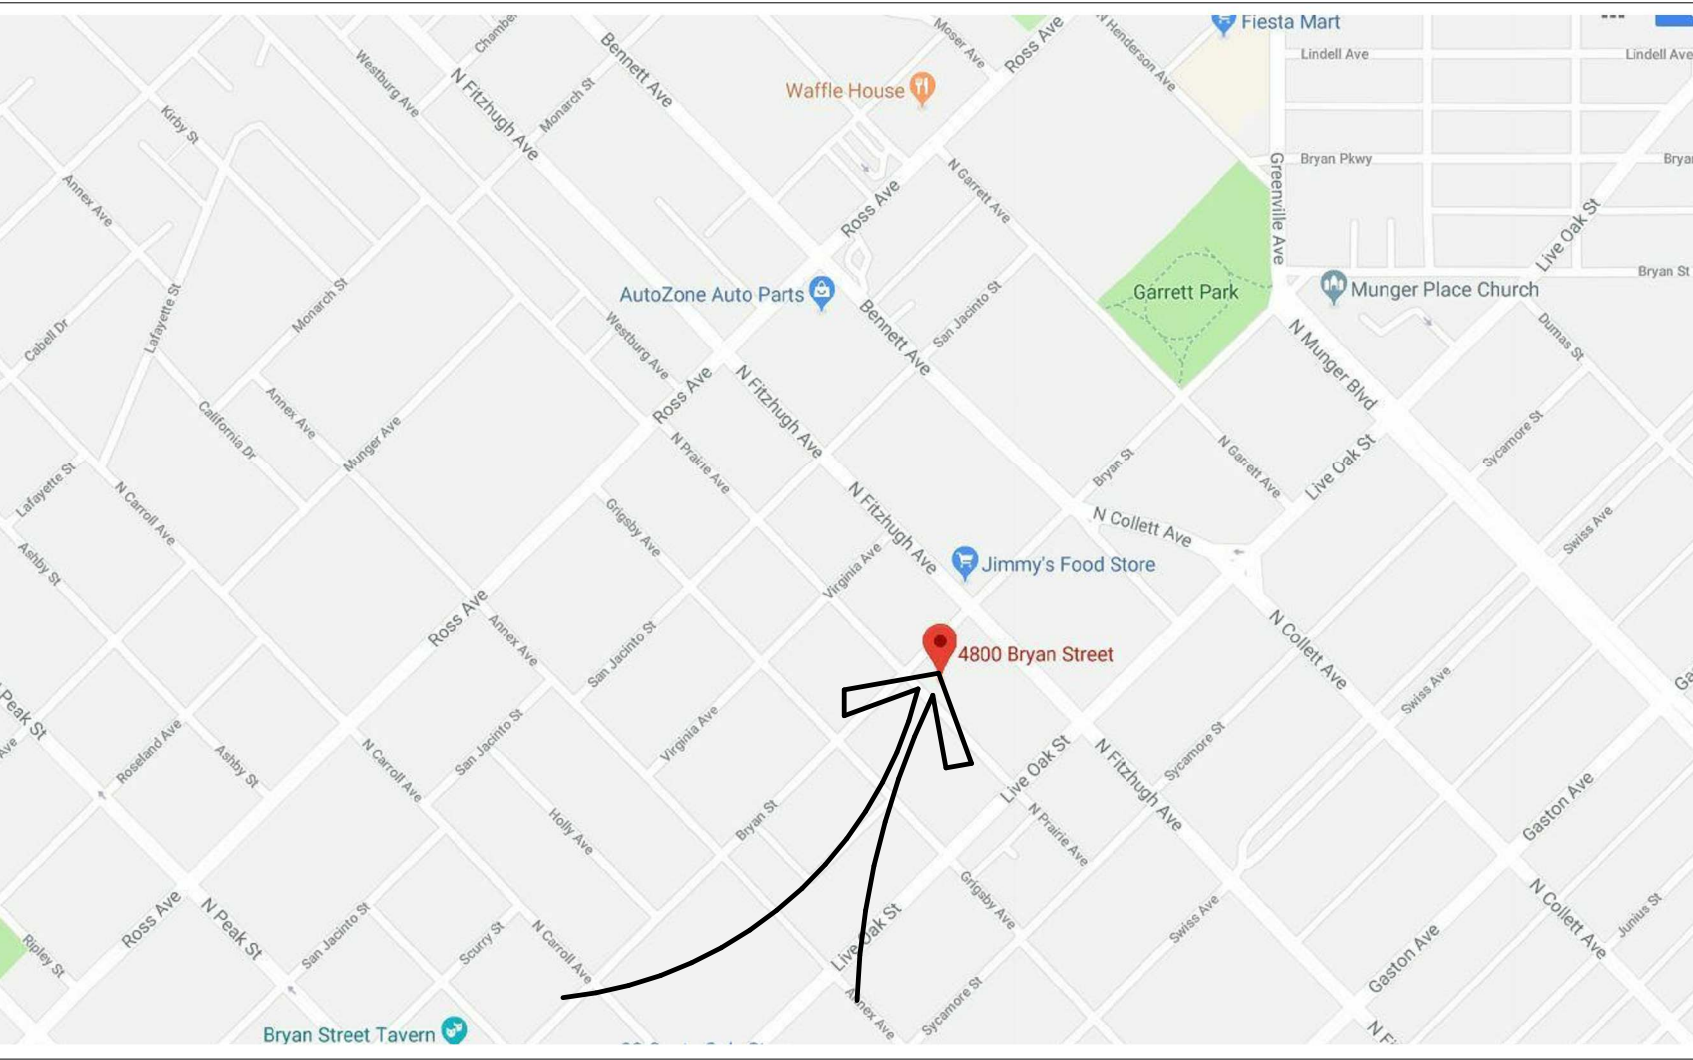 Fiesta Mart
Lindell Ave
Lindell Ave
Moser Ave
Ross Ave
N Henderson Ave
Westburg Ave
N Fitzhugh Ave
Monarch St
Bennett Ave
Waffle House
Kirby St
Annex Ave
Bryan Pkwy
Greenville Ave
Ross Ave
N Garrett Ave
Live Oak St
Bryan St
AutoZone Auto Parts
Garrett Park
Munger Place Church
Monarch St
Lafayette St
Cabell Dr
Westburg Ave
Bennett Ave
San Jacinto St
N Munger Blvd
Dumas St
Ross Ave
N Fitzhugh Ave
Annex Ave
California Dr
Munger Ave
N Prairie Ave
Bryan St
N Garrett Ave
Live Oak St
Sycamore St
Lafayette St
N Carroll Ave
Grigsby Ave
N Fitzhugh Ave
N Collett Ave
Swiss Ave
Ashby St
Virginia Ave
Jimmy's Food Store
Ross Ave
Annex Ave
San Jacinto St
4800 Bryan Street
N Collett Ave
Swiss Ave
Peak St
Roseland Ave
Ashby St
N Carroll Ave
San Jacinto St
Virginia Ave
Live Oak St
N Fitzhugh Ave
Sycamore St
Holly Ave
Bryan St
N Prairie Ave
Gaston Ave
Ross Ave
N Peak St
San Jacinto St
Scurry St
N Carroll Ave
Live Oak St
Grigsby Ave
Swiss Ave
N Collett Ave
Junius St
Gaston Ave
Ripley St
Annex Ave
Sycamore St
Bryan Street Tavern